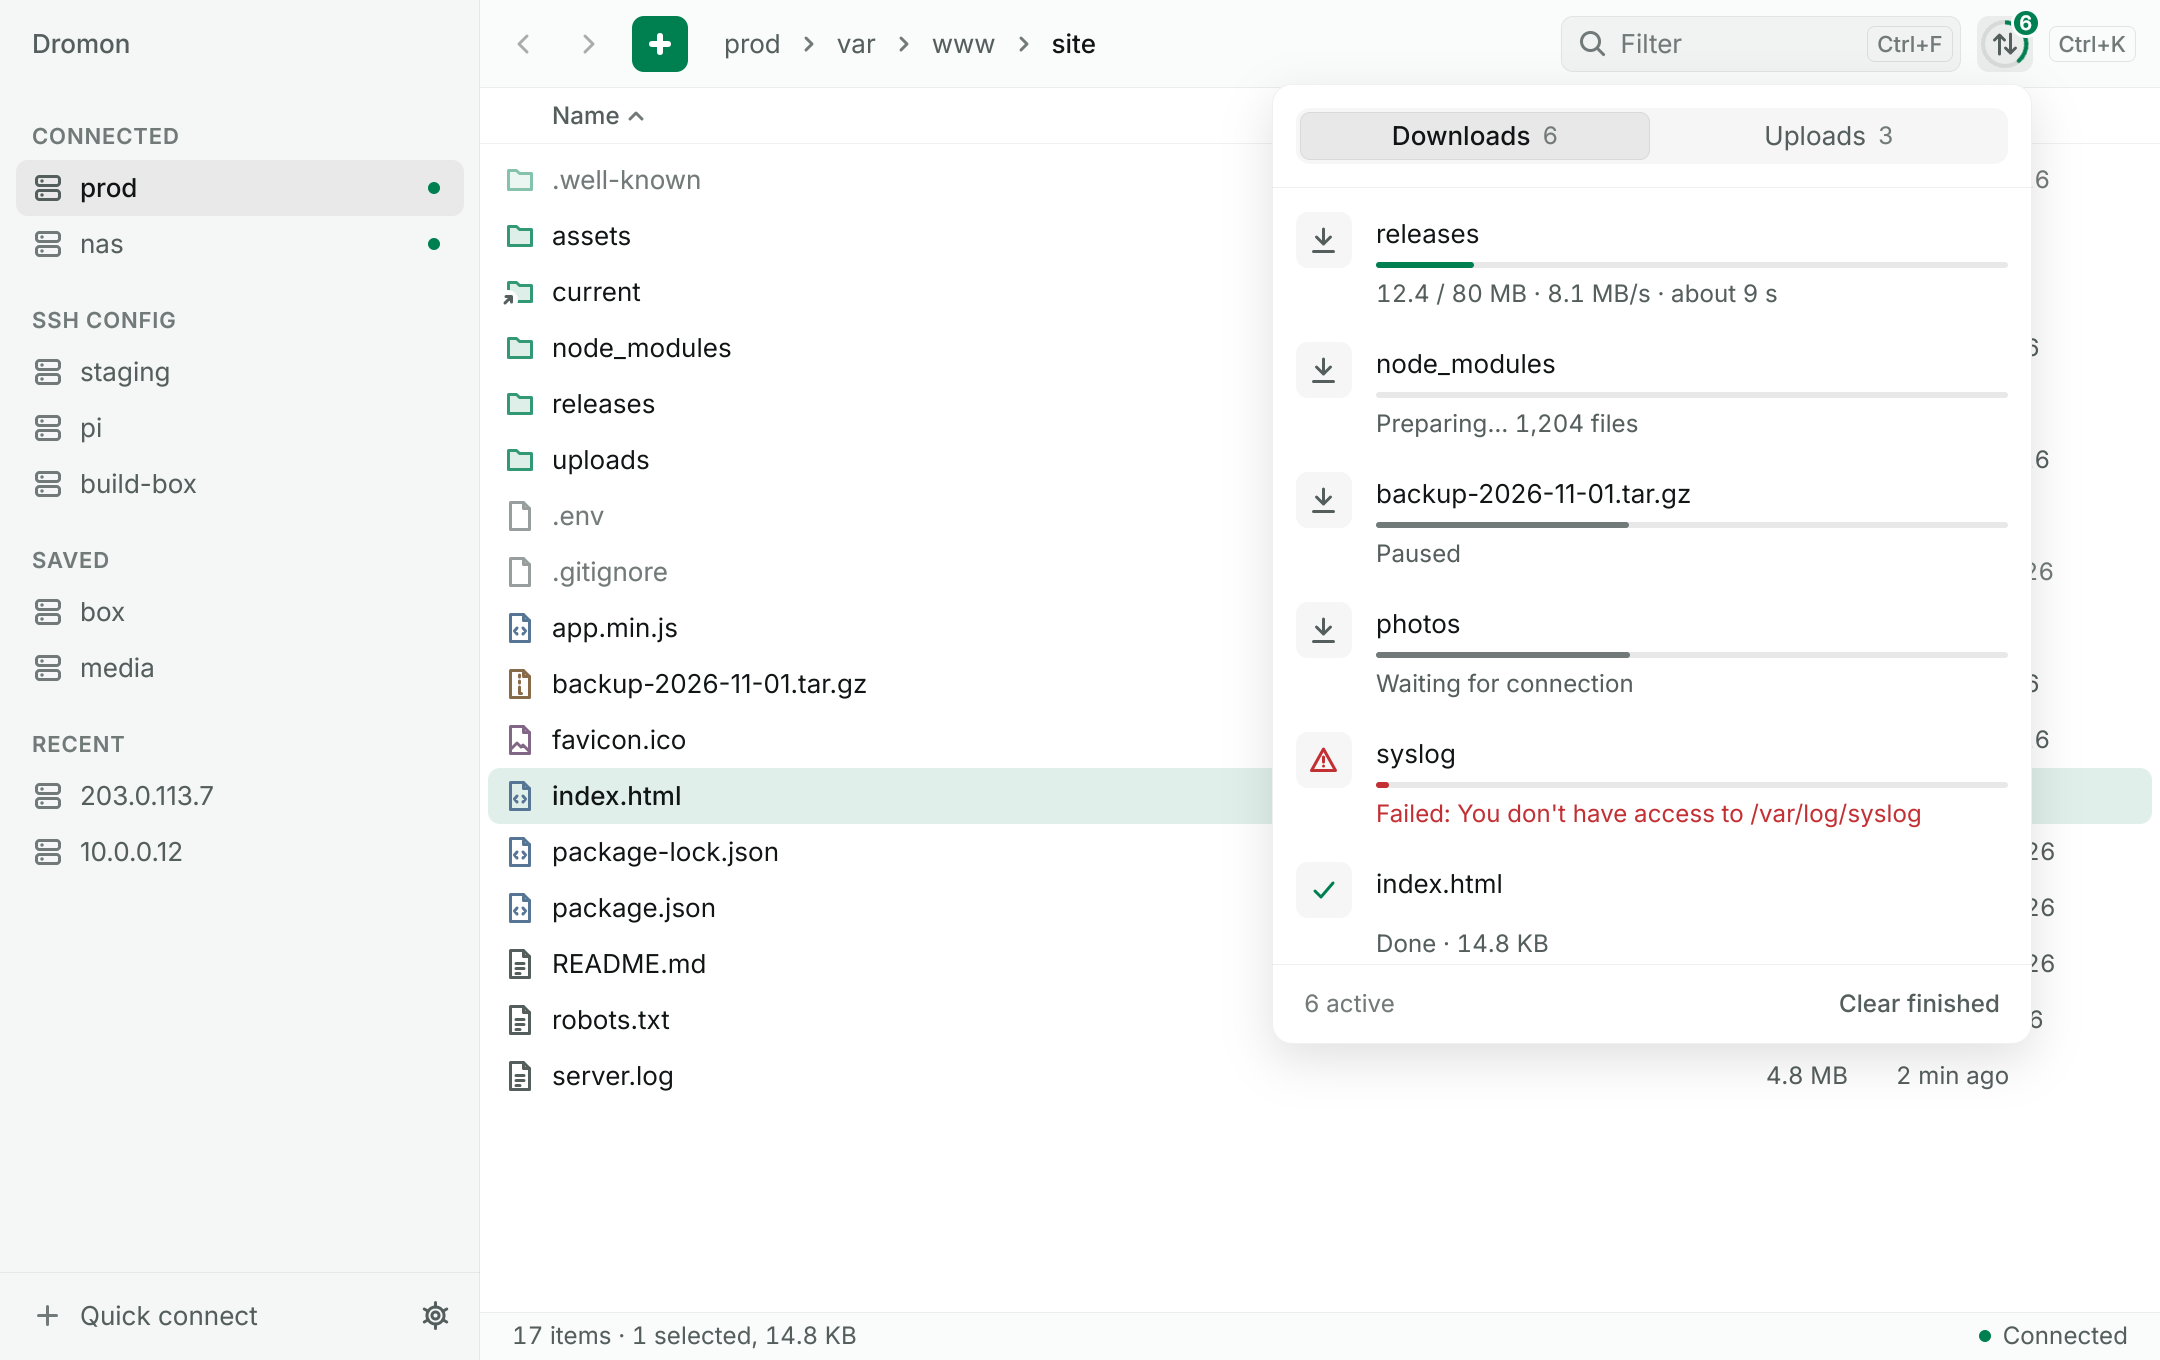 Dromon
CONNECTED
prod
nas
SSH CONFIG
staging
pi
build-box
SAVED
box
media
RECENT
203.0.113.7
10.0.0.12
Quick connect
prod > var > www > site
Filter Ctrl+F
6
Ctrl+K
Name
.well-known
assets
current
node_modules
releases
uploads
.env
.gitignore
app.min.js
backup-2026-11-01.tar.gz
favicon.ico
index.html
package-lock.json
package.json
README.md
robots.txt
server.log 4.8 MB 2 min ago
Downloads 6 Uploads 3
releases
12.4 / 80 MB · 8.1 MB/s · about 9 s
node_modules
Preparing... 1,204 files
backup-2026-11-01.tar.gz
Paused
photos
Waiting for connection
syslog
Failed: You don't have access to /var/log/syslog
index.html
Done · 14.8 KB
6 active Clear finished
17 items · 1 selected, 14.8 KB
Connected